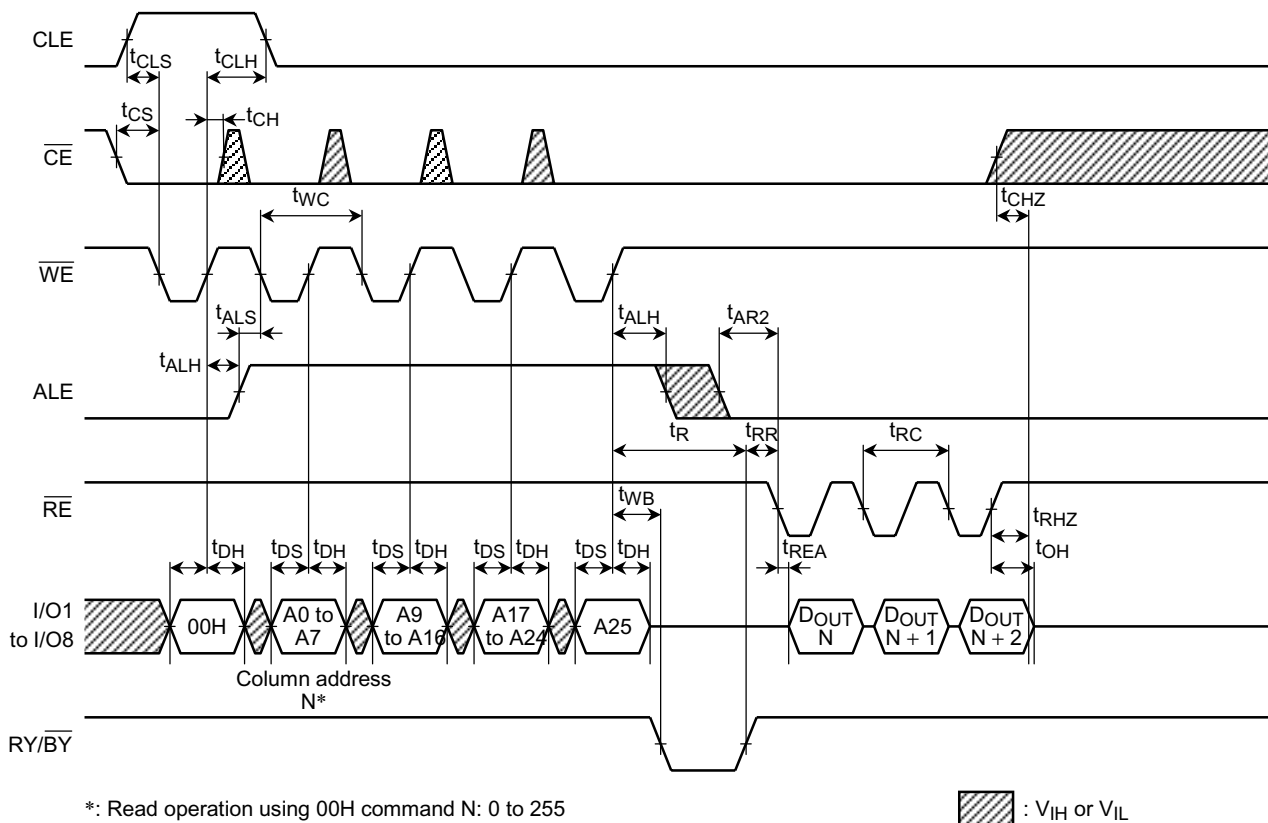 CLE
tCLS
tCLH
tCS
tCH
CE
tWC
tCHZ
WE
tALS
tALH
tAR2
tALH
ALE
tR
tRR
tRC
RE
tWB
tRHZ
tREA
tOH
tDH
tDS
tDH
tDS
tDH
tDS
tDH
tDS
tDH
I/O1
to I/O8
00H
A0 to
A7
A9
to A16
A17
to A24
A25
DOUT
N
DOUT
N + 1
DOUT
N + 2
Column address
N*
RY/BY
*: Read operation using 00H command N: 0 to 255
: VIH or VIL